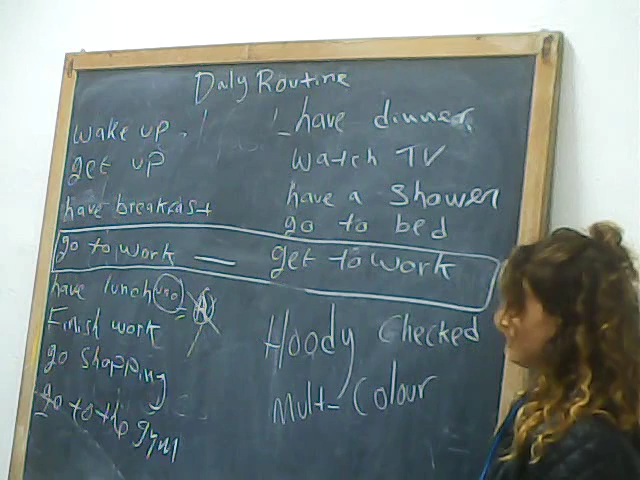 Daly Routine
wake up.
get up
have breakfast
go to work — get to work
have lunch
Finish work
go shopping
go to the gym
have dinner
watch TV
have a shower
go to bed
Hoody Checked
Mult-Colour